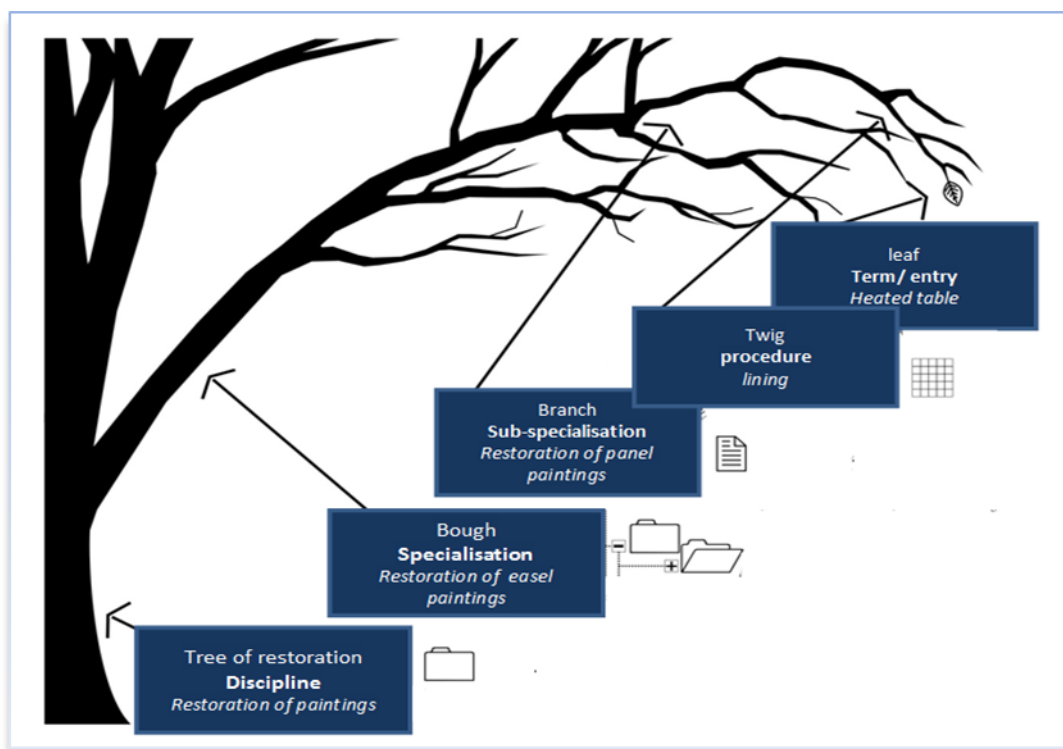 leaf
Term/ entry
Heated table
Twig
procedure
lining
Branch
Sub-specialisation
Restoration of panel
paintings
Bough
Specialisation
Restoration of easel
paintings
Tree of restoration
Discipline
Restoration of paintings